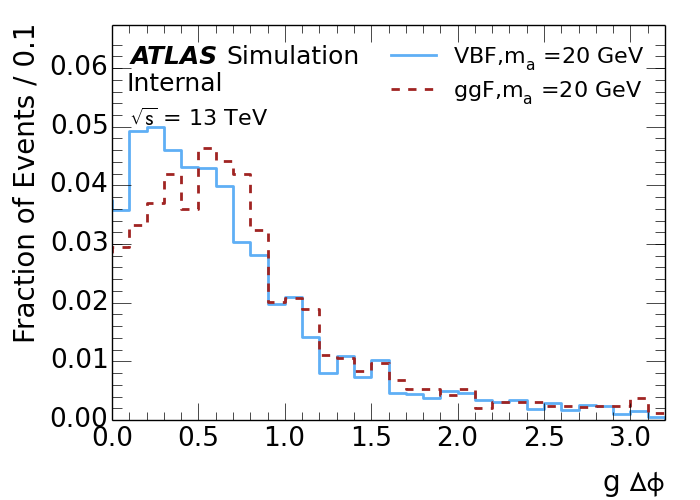 ATLAS Simulation
Internal
√s = 13 TeV
VBF,mₐ =20 GeV
ggF,mₐ =20 GeV
Fraction of Events / 0.1
0.06
0.05
0.04
0.03
0.02
0.01
0.00
0.0 0.5 1.0 1.5 2.0 2.5 3.0
g Δϕ